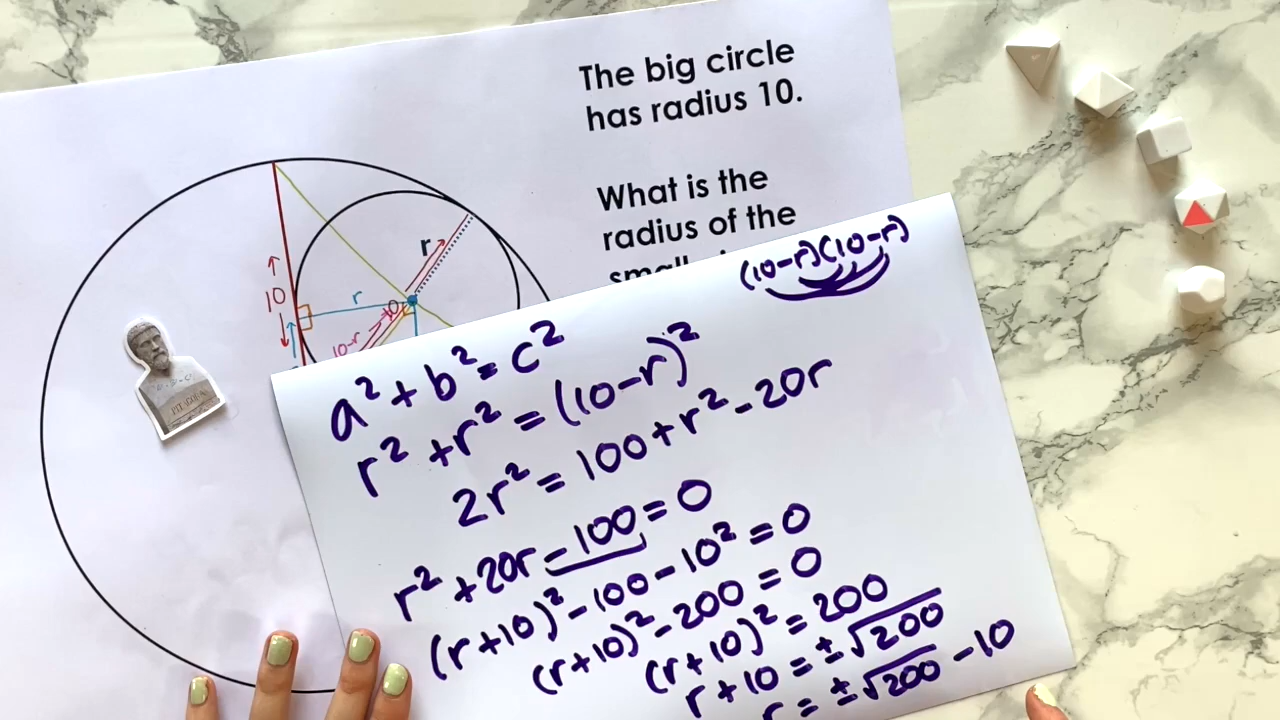 The big circle
has radius 10.
What is the
radius of the
(10-r)(10-r)
r
r
10
10-r
a² + b² = c²
r² + r² = (10-r)²
2r² = 100 + r² - 20r
r² + 20r - 100 = 0
(r+10)² - 100 - 10² = 0
(r+10)² - 200 = 0
(r+10)² = 200
r + 10 = ±√200
r = ±√200 - 10